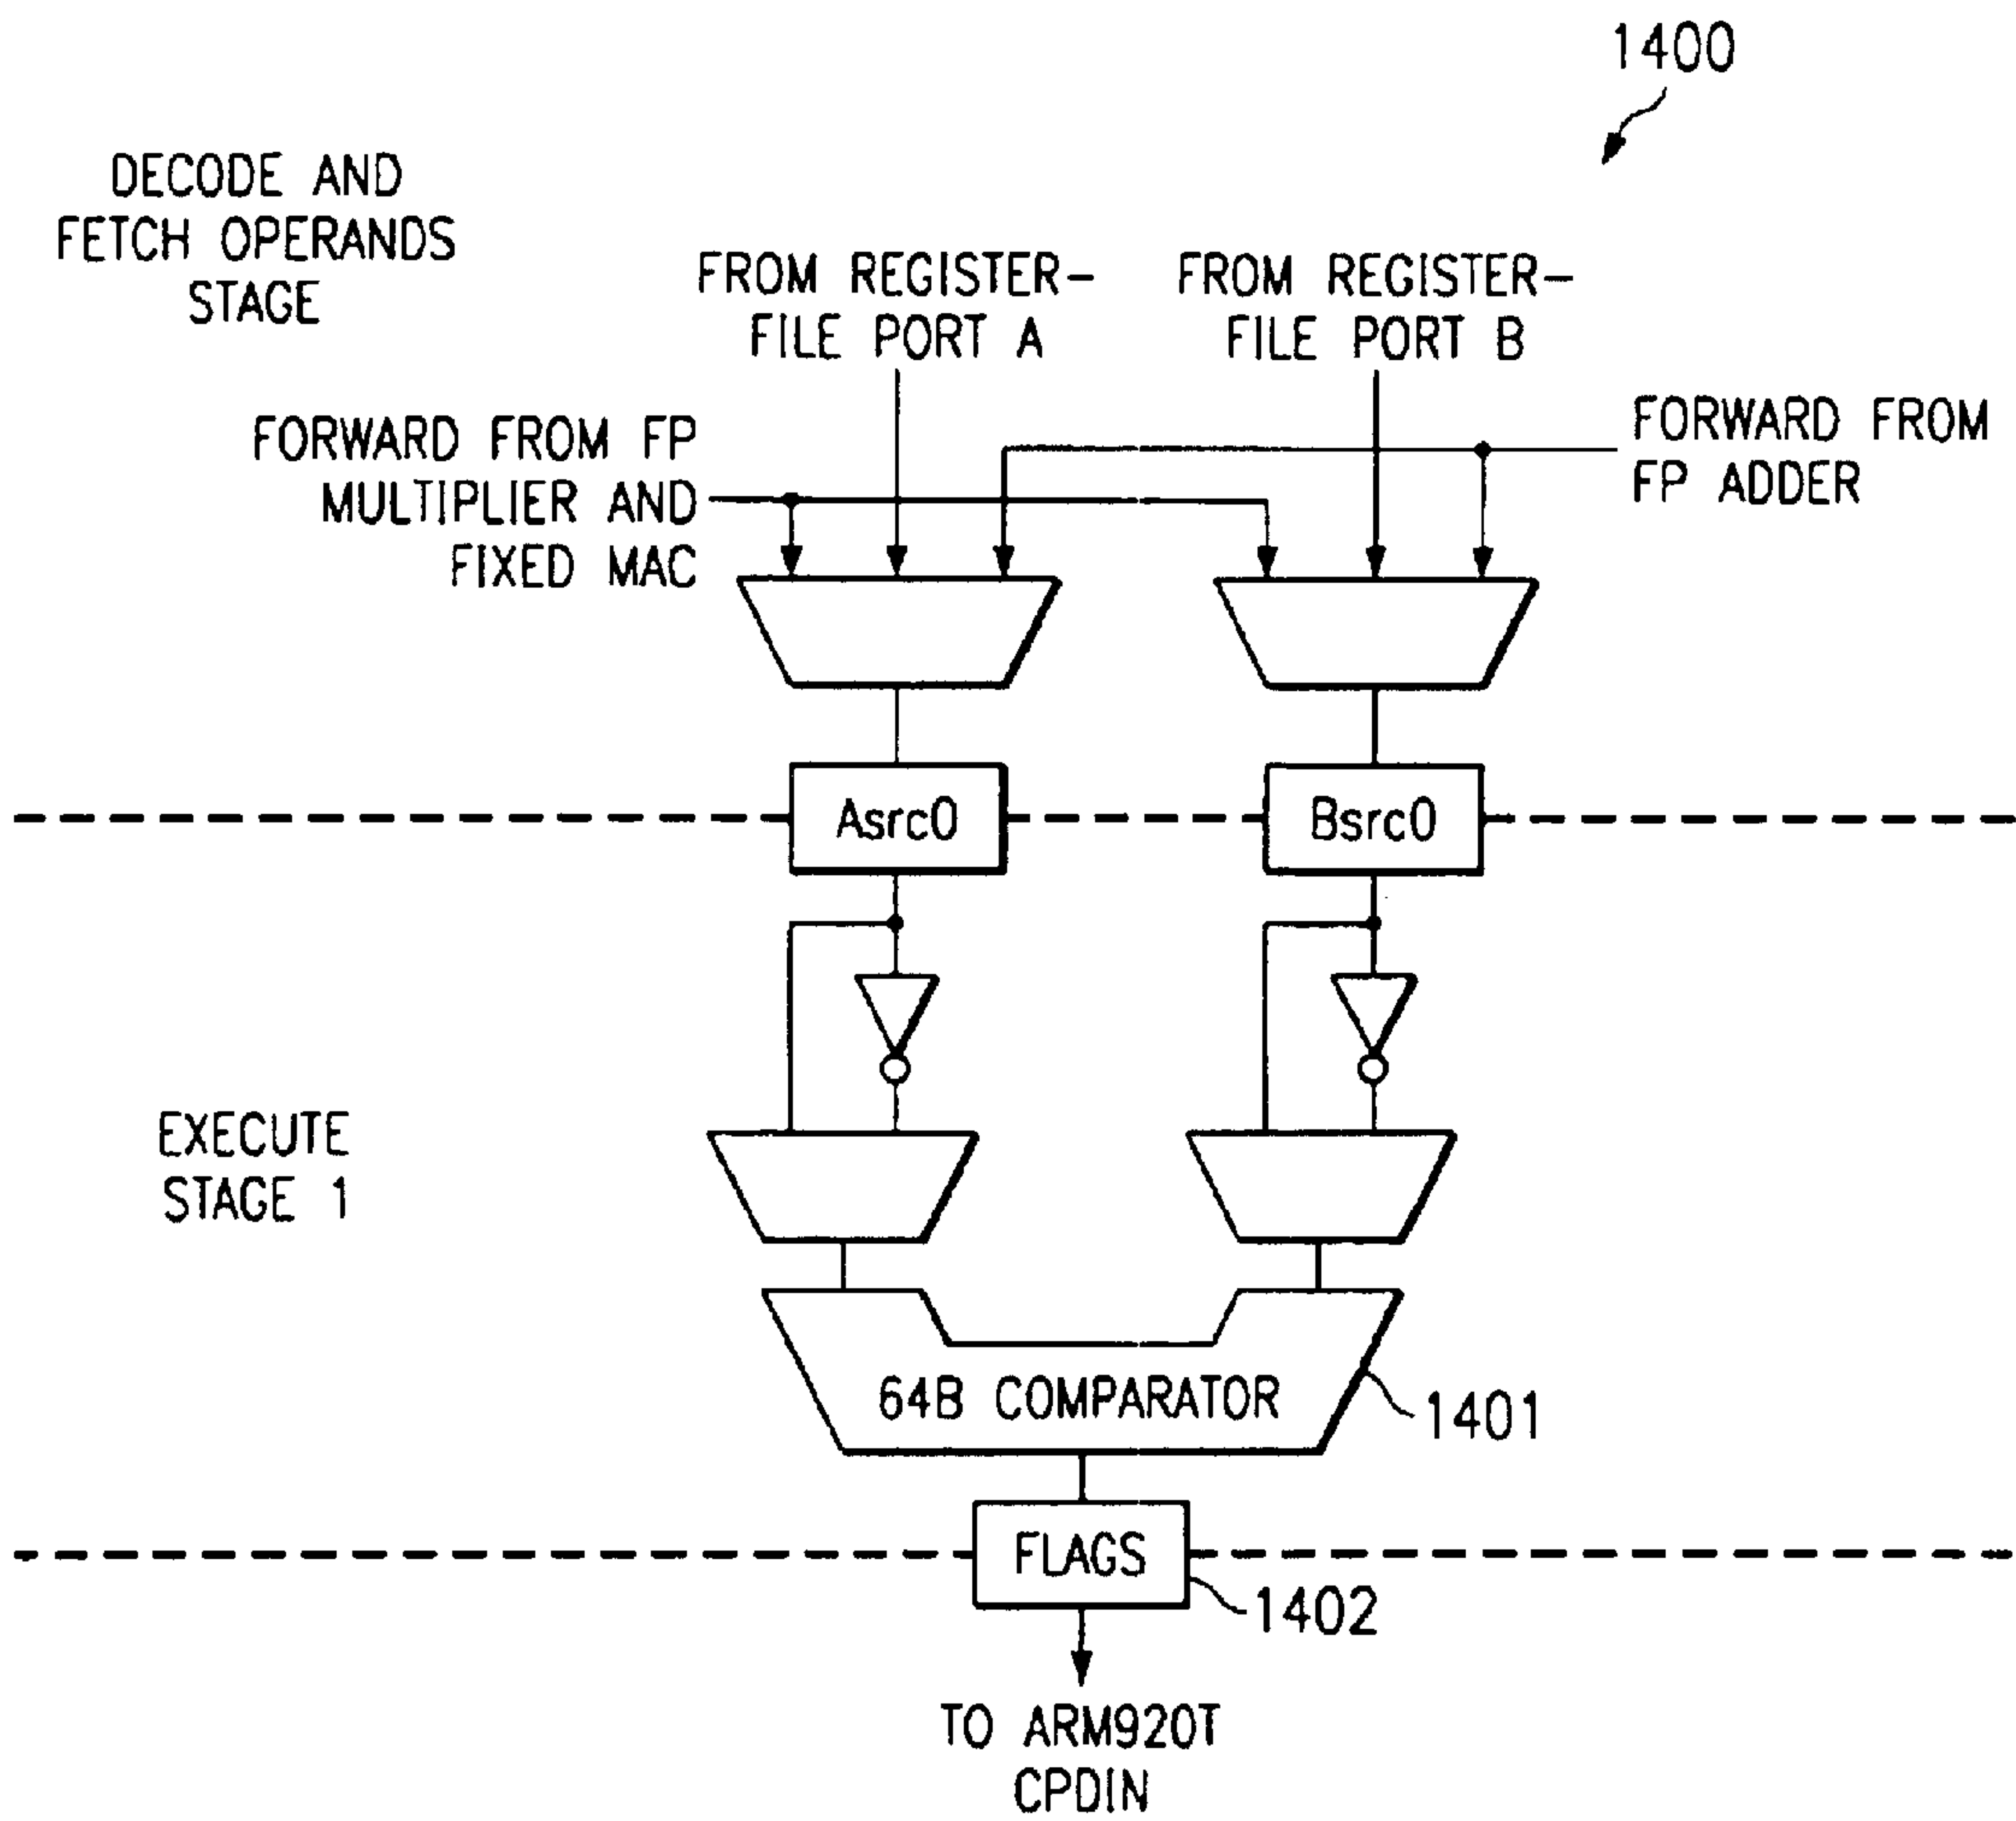 1400
DECODE AND
FETCH OPERANDS
STAGE
FROM REGISTER-
FILE PORT A
FROM REGISTER-
FILE PORT B
FORWARD FROM FP
MULTIPLIER AND
FIXED MAC
FORWARD FROM
FP ADDER
Asrc0
Bsrc0
EXECUTE
STAGE 1
64B COMPARATOR
1401
FLAGS
1402
TO ARM920T
CPDIN